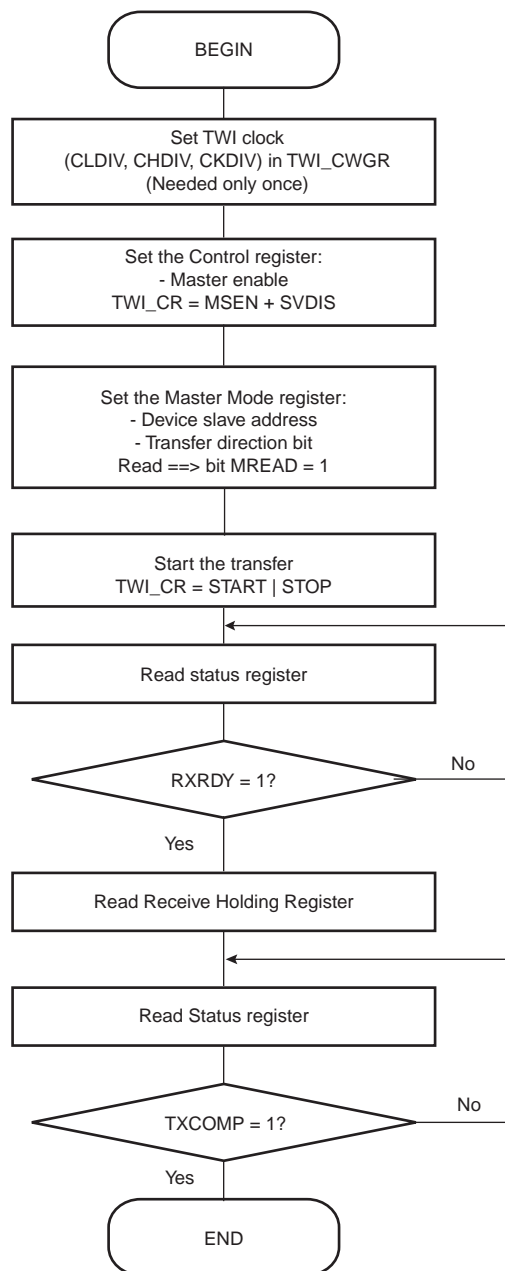 BEGIN
Set TWI clock
(CLDIV, CHDIV, CKDIV) in TWI_CWGR
(Needed only once)
Set the Control register:
- Master enable
TWI_CR = MSEN + SVDIS
Set the Master Mode register:
- Device slave address
- Transfer direction bit
Read ==> bit MREAD = 1
Start the transfer
TWI_CR = START | STOP
Read status register
RXRDY = 1?
No
Yes
Read Receive Holding Register
Read Status register
TXCOMP = 1?
No
Yes
END